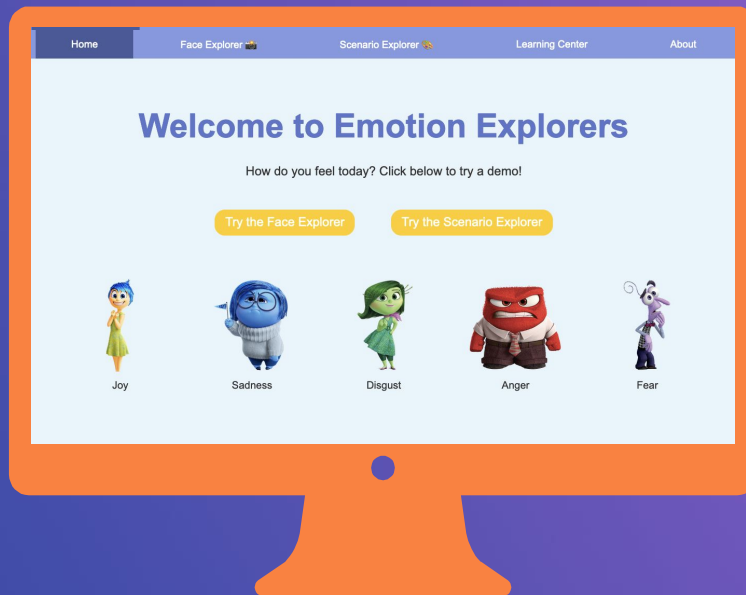 Home Face Explorer 📸 Scenario Explorer 🎨 Learning Center About
Welcome to Emotion Explorers
How do you feel today? Click below to try a demo!
Try the Face Explorer Try the Scenario Explorer
Joy Sadness Disgust Anger Fear